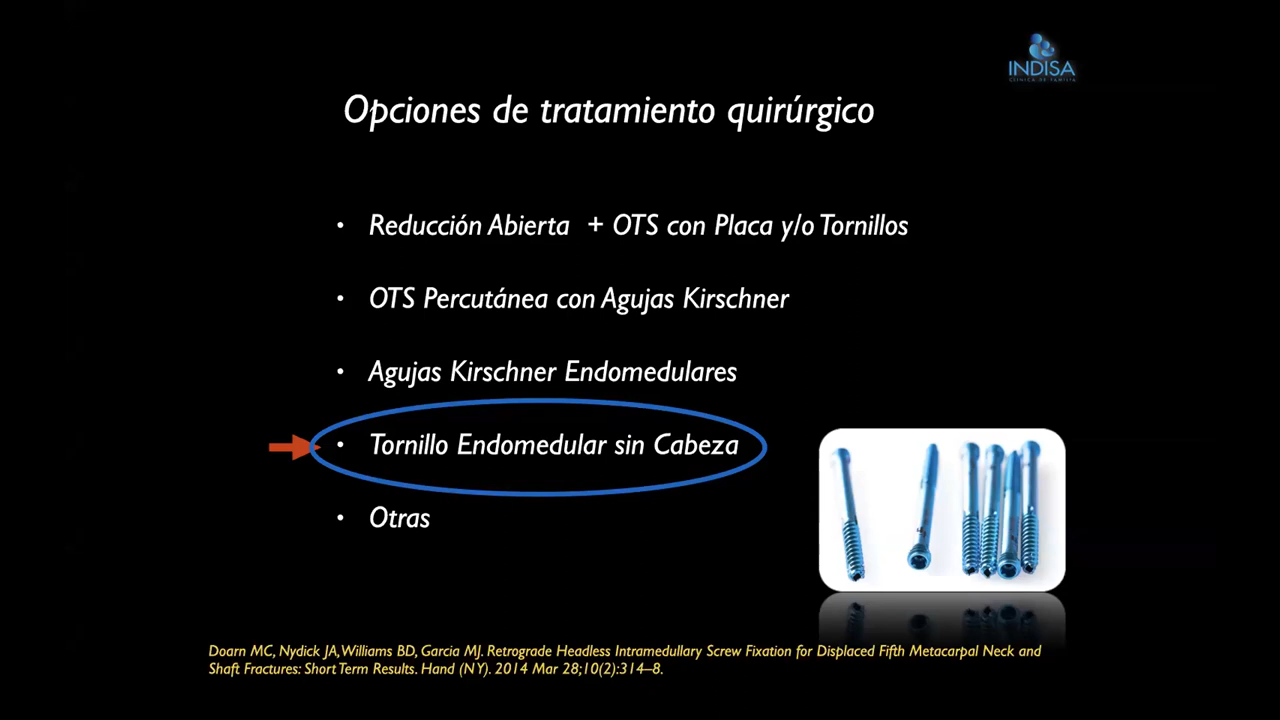 INDISA
CLINICA DE FAMILIA
Opciones de tratamiento quirúrgico
• Reducción Abierta + OTS con Placa y/o Tornillos
• OTS Percutánea con Agujas Kirschner
• Agujas Kirschner Endomedulares
• Tornillo Endomedular sin Cabeza
• Otras
Doarn MC, Nydick JA, Williams BD, Garcia MJ. Retrograde Headless Intramedullary Screw Fixation for Displaced Fifth Metacarpal Neck and
Shaft Fractures: Short Term Results. Hand (NY). 2014 Mar 28;10(2):314–8.